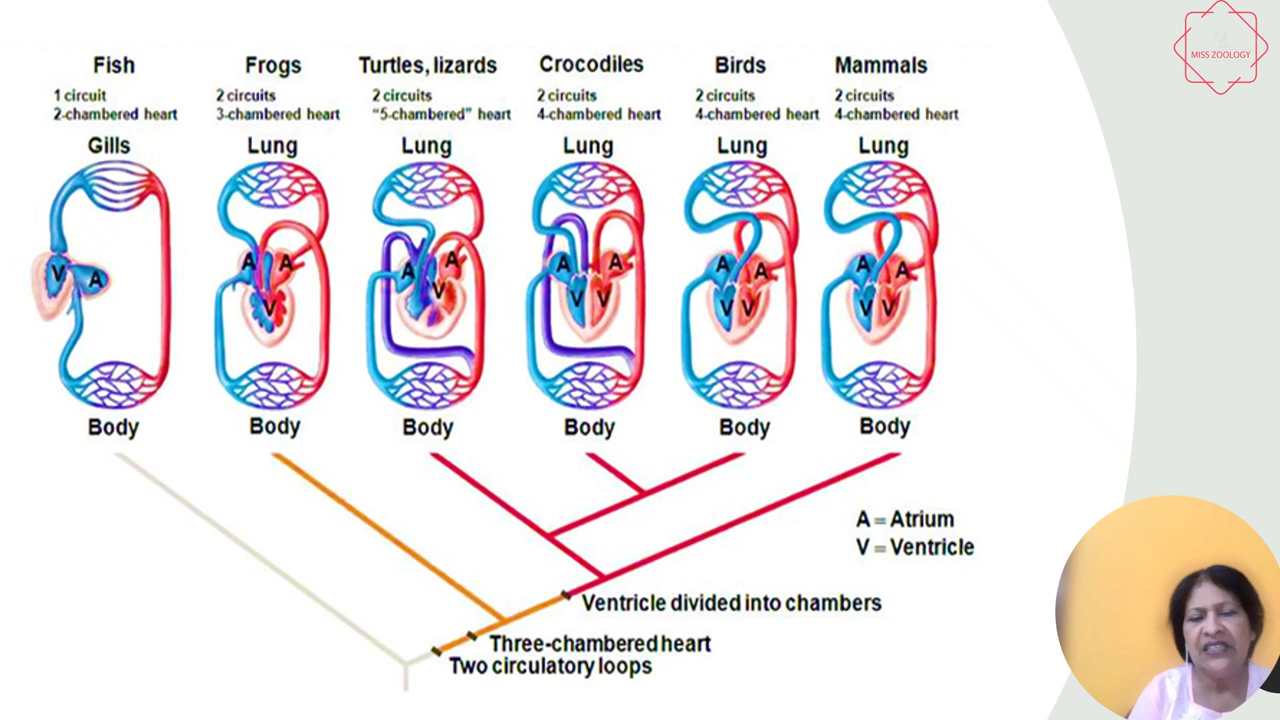 MISS ZOOLOGY
Fish
1 circuit
2-chambered heart
Gills
V
A
Body
Frogs
2 circuits
3-chambered heart
Lung
A
A
V
Body
Turtles, lizards
2 circuits
"5-chambered" heart
Lung
A
A
V
Body
Crocodiles
2 circuits
4-chambered heart
Lung
A
A
V
V
Body
Birds
2 circuits
4-chambered heart
Lung
A
A
V
V
Body
Mammals
2 circuits
4-chambered heart
Lung
A
A
V
V
Body
A = Atrium
V = Ventricle
Ventricle divided into chambers
Three-chambered heart
Two circulatory loops